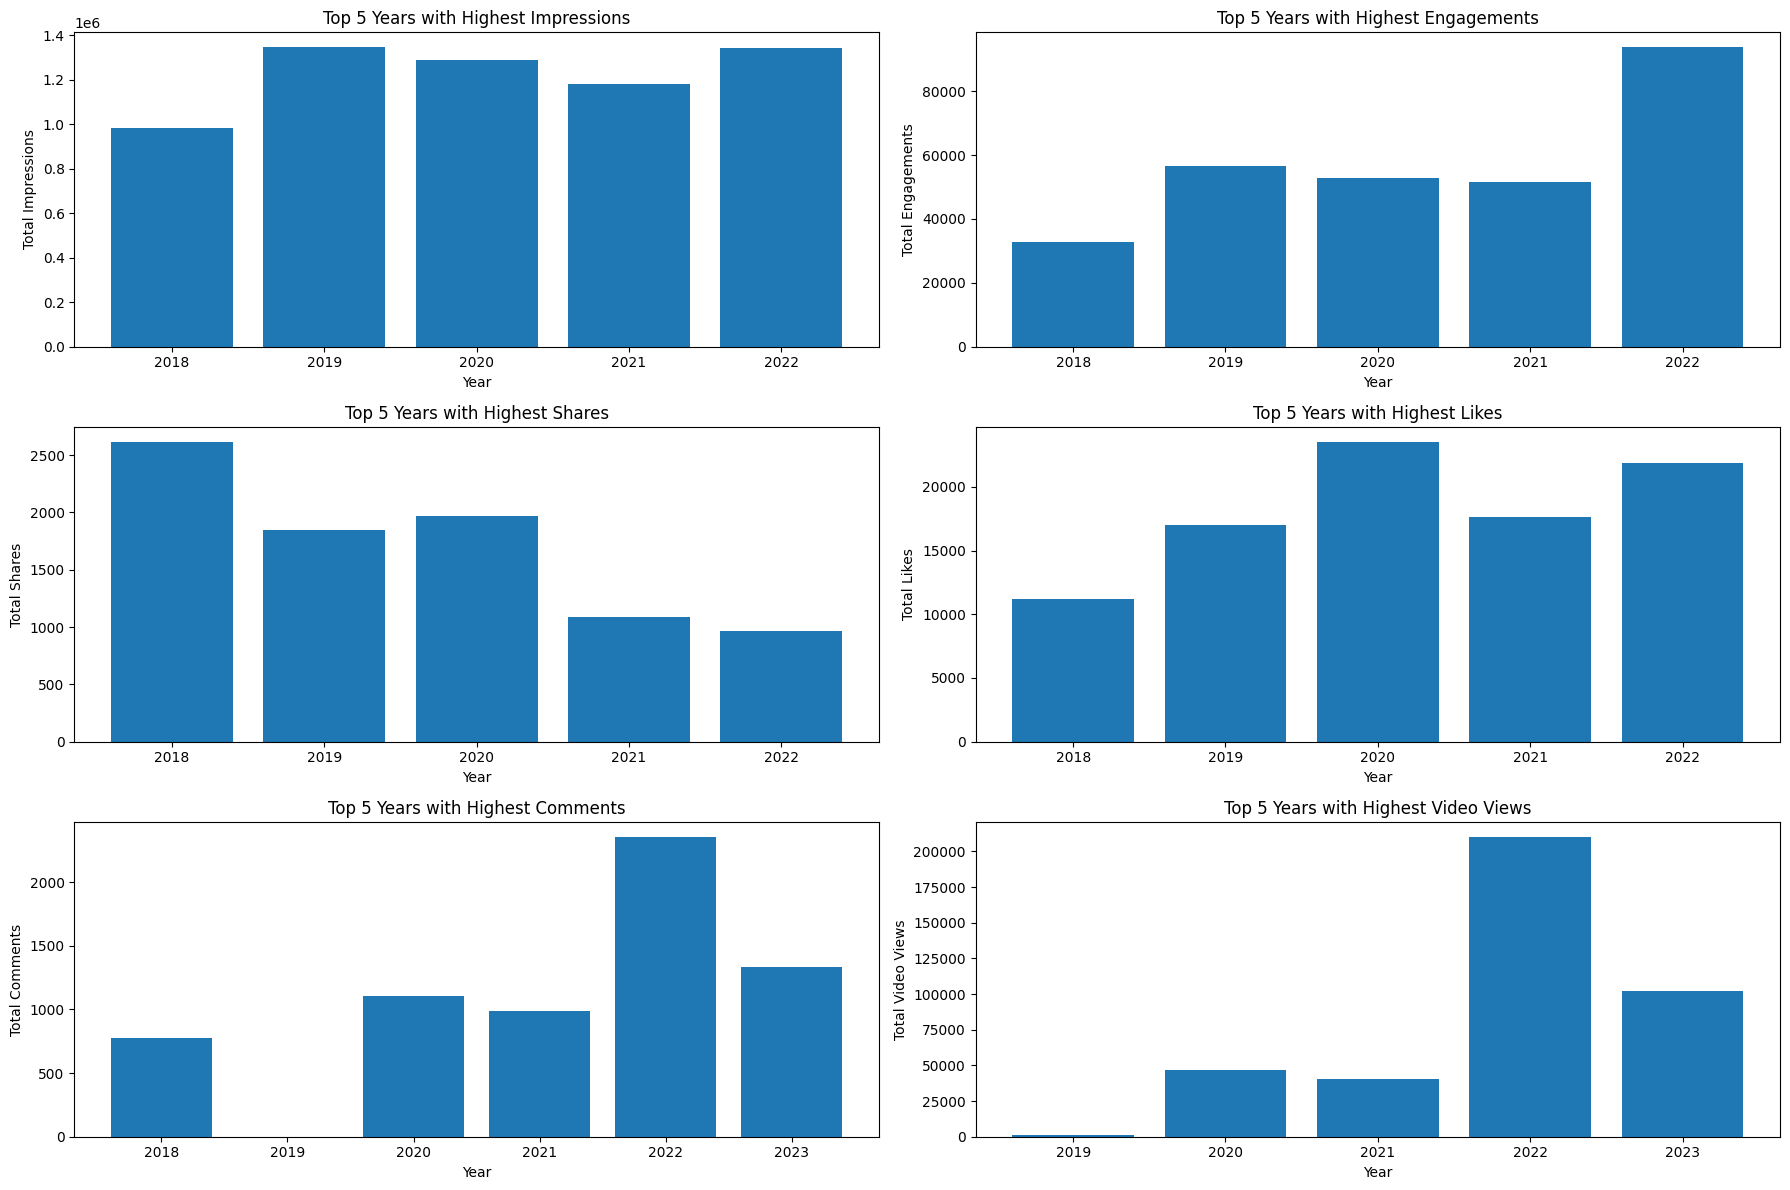 Top 5 Years with Highest Impressions
1e6
1.4
1.2
1.0
0.8
0.6
0.4
0.2
0.0
Total Impressions
2018 2019 2020 2021 2022
Year
Top 5 Years with Highest Engagements
80000
60000
40000
20000
0
Total Engagements
2018 2019 2020 2021 2022
Year
Top 5 Years with Highest Shares
2500
2000
1500
1000
500
0
Total Shares
2018 2019 2020 2021 2022
Year
Top 5 Years with Highest Likes
20000
15000
10000
5000
0
Total Likes
2018 2019 2020 2021 2022
Year
Top 5 Years with Highest Comments
2000
1500
1000
500
0
Total Comments
2018 2019 2020 2021 2022 2023
Year
Top 5 Years with Highest Video Views
200000
175000
150000
125000
100000
75000
50000
25000
0
Total Video Views
2019 2020 2021 2022 2023
Year